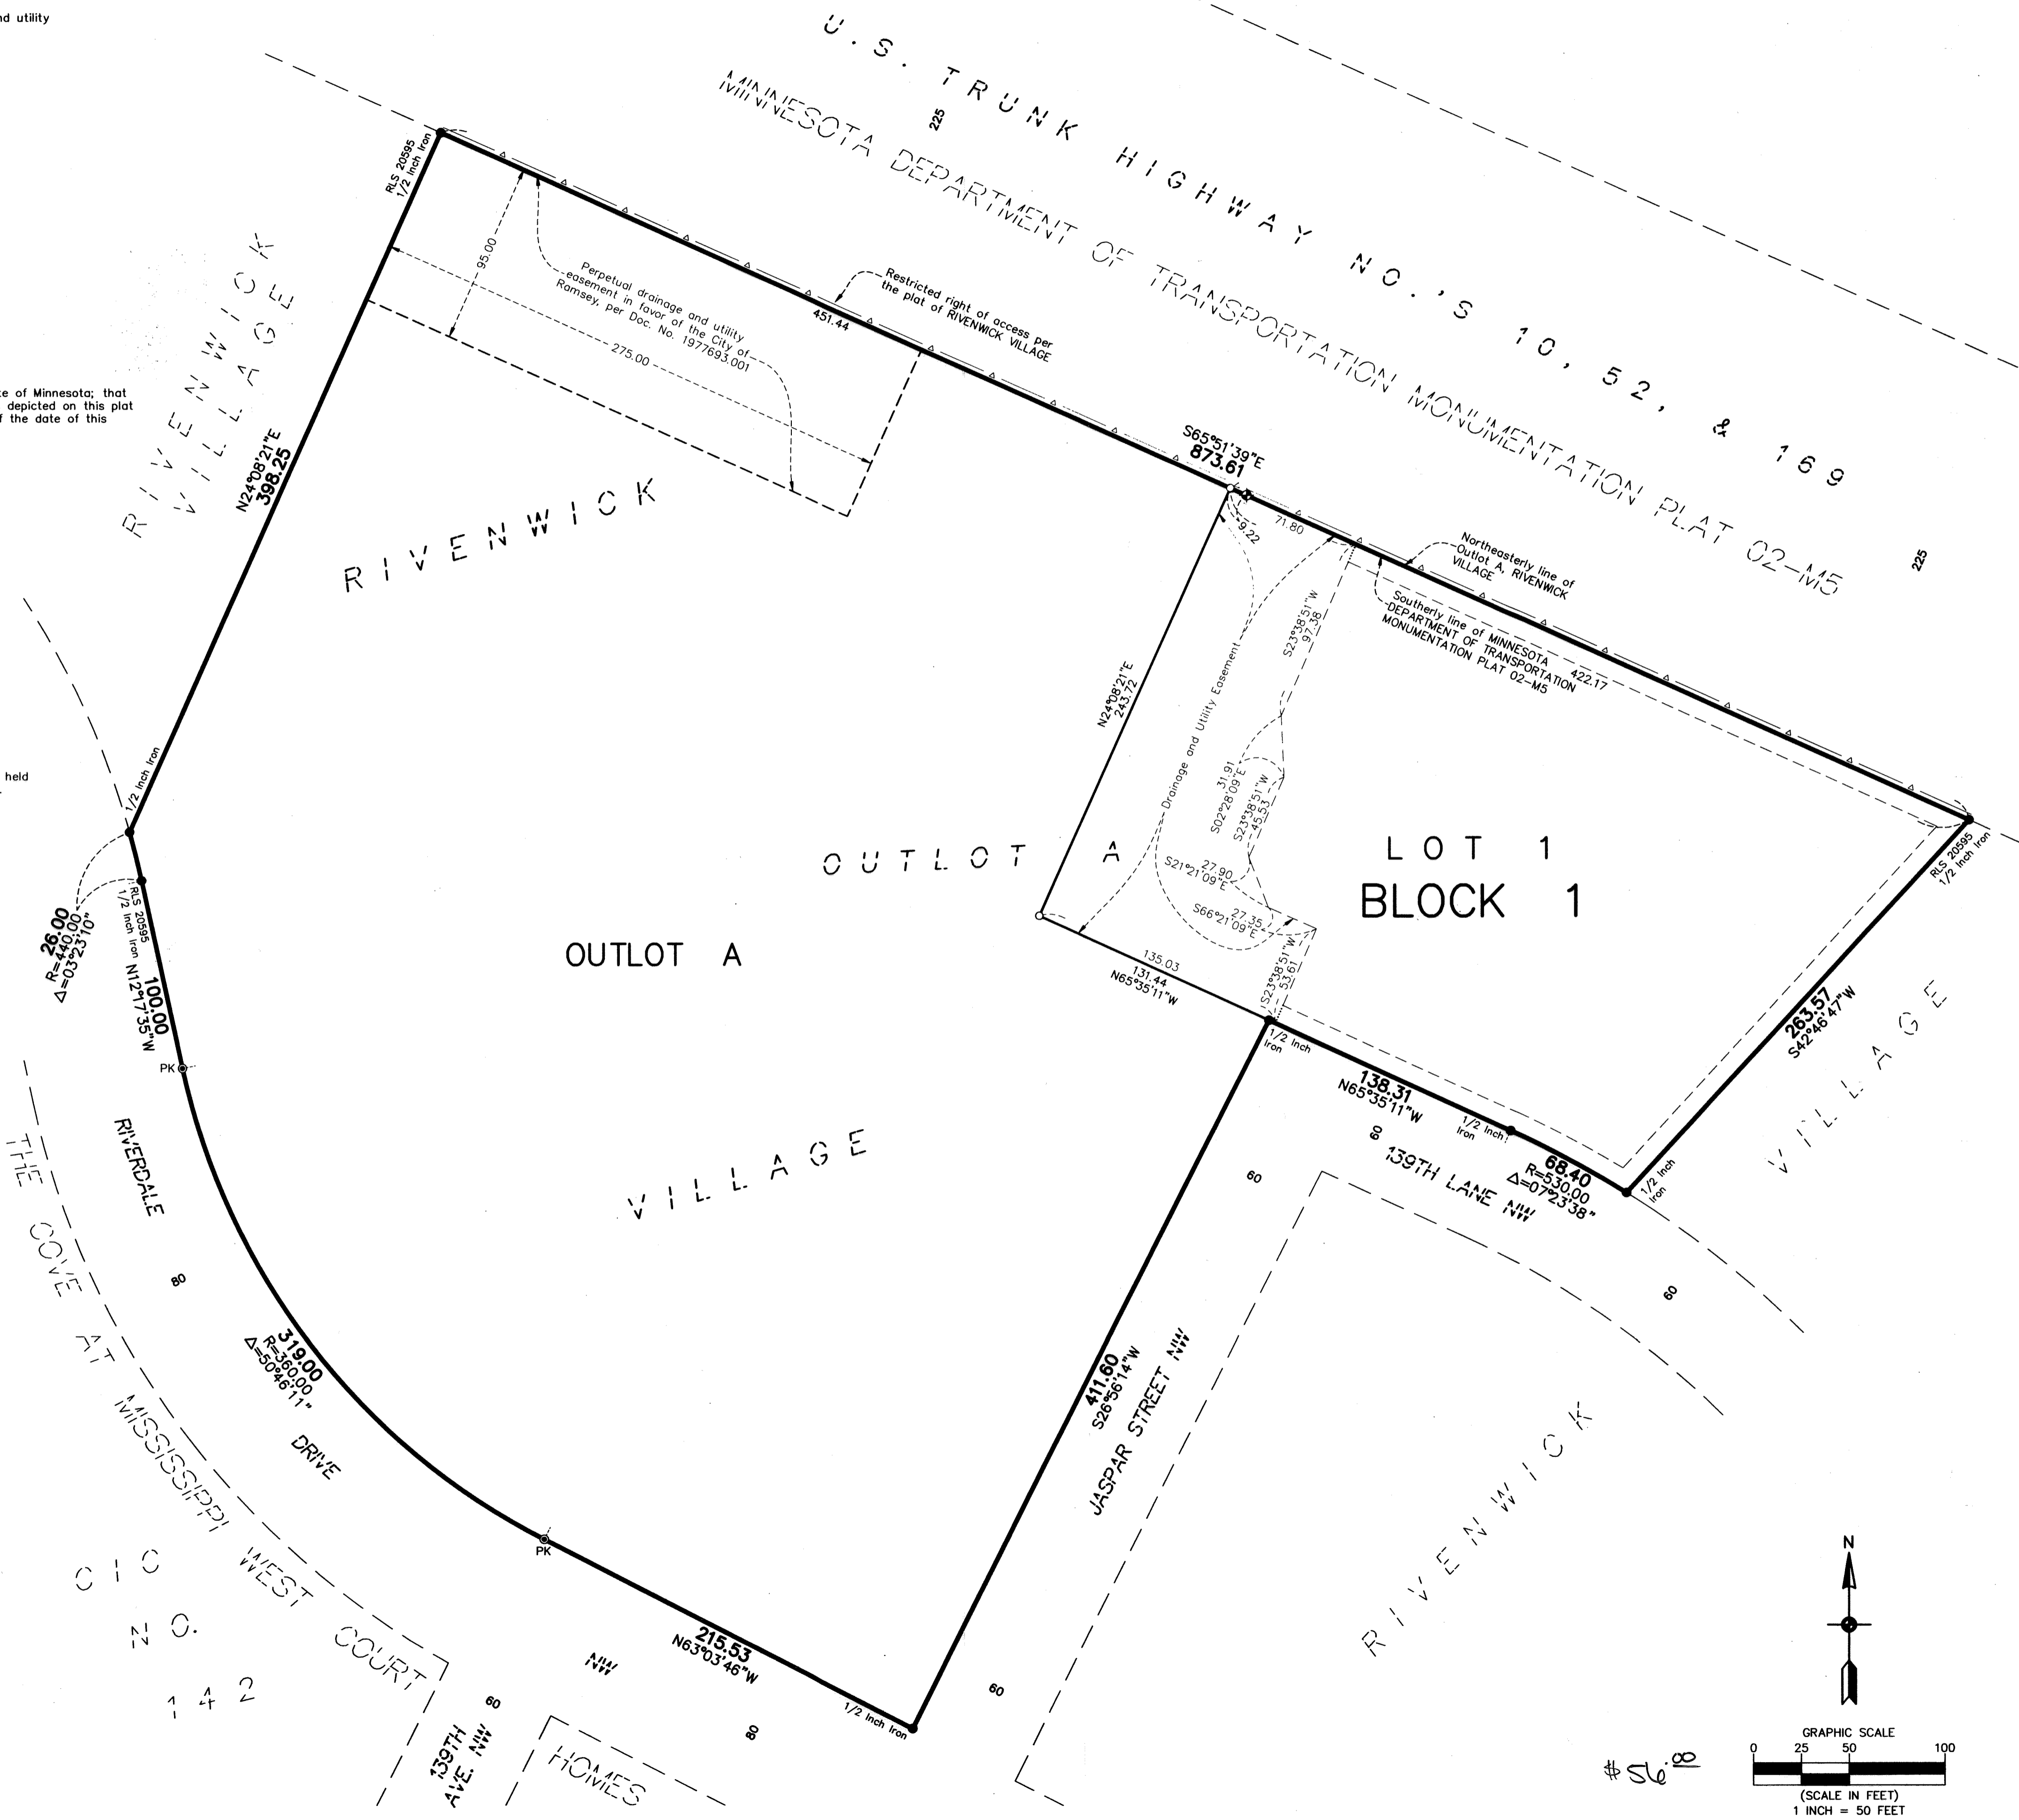 nd utility
U.S. TRUNK HIGHWAY NO.'S 10, 52, & 169
MINNESOTA DEPARTMENT OF TRANSPORTATION MONUMENTATION PLAT 02-M5
225
225
RLS 20595
1/2 Inch Iron
RIVENWICK
VILLAGE
95.00
Perpetual drainage and utility
easement in favor of the City of
Ramsey, per Doc. No. 1977693.001
275.00
451.44
Restricted right of access per
the plat of RIVENWICK VILLAGE
te of Minnesota; that
depicted on this plat
f the date of this
N24°08'21"E
398.25
S65°51'39"E
873.61
9.22
71.80
Northeasterly line of
Outlot A, RIVENWICK
VILLAGE
Southerly line of MINNESOTA
DEPARTMENT OF TRANSPORTATION
MONUMENTATION PLAT 02-M5
422.17
RIVENWICK
N24°08'21"E
243.72
Drainage and Utility Easement
S23°38'51"W
97.38
31.91
S02°28'09"E
S23°38'51"W
45.53
27.90
S21°21'09"E
27.35
S66°21'09"E
S23°38'51"W
53.61
held
1/2 Inch Iron
OUTLOT A
LOT 1
BLOCK 1
RLS 20595
1/2 Inch Iron
26.00
R=440.00
Δ=03°23'10"
RLS 20595
1/2 Inch Iron
100.00
N12°17'35"W
OUTLOT A
135.03
131.44
N65°35'11"W
1/2 Inch
Iron
138.31
N65°35'11"W
1/2 Inch
Iron
263.57
S42°46'47"W
VILLAGE
PK
60
139TH LANE NW
68.40
R=530.00
Δ=07°23'38"
1/2 Inch
Iron
60
60
RIVERDALE
DRIVE
NW
80
THE COVE AT MISSISSIPPI WEST COURT HOMES
VILLAGE
319.00
R=360.00
Δ=50°46'11"
411.60
S26°56'14"W
JASPAR STREET NW
RIVENWICK
PK
CIC
NO.
142
215.53
N63°03'46"W
1/2 Inch Iron
60
60
80
139TH
AVE. NW
N
$56.00
GRAPHIC SCALE
0 25 50 100
(SCALE IN FEET)
1 INCH = 50 FEET